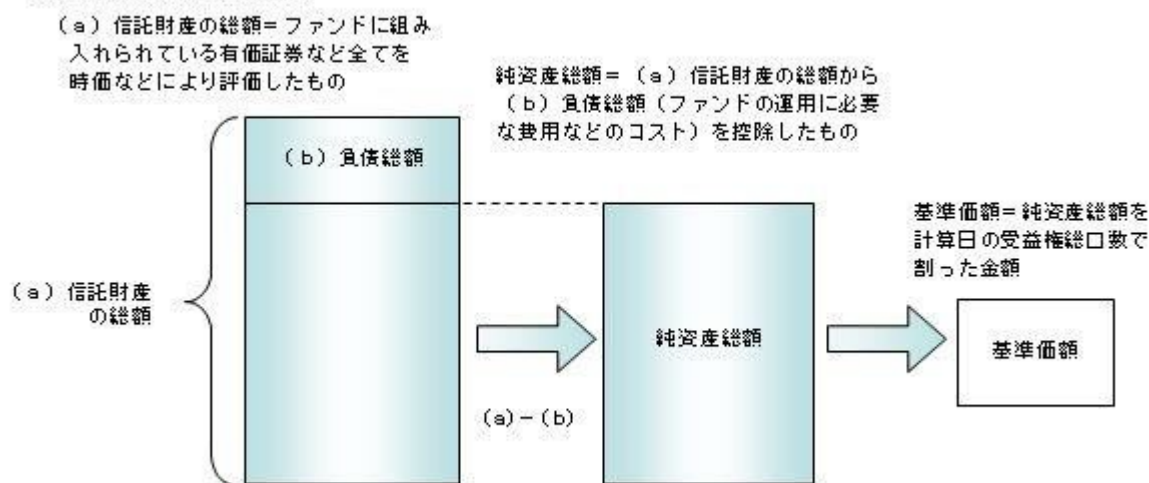 (a)信託財産の総額=ファンドに組み
入れられている有価証券など全てを
時価などにより評価したもの
純資産総額=(a)信託財産の総額から
(b)負債総額(ファンドの運用に必要
な費用などのコスト)を控除したもの
(b)負債総額
基準価額=純資産総額を
計算日の受益権総口数で
割った金額
(a)信託財産
の総額
純資産総額
基準価額
(a)-(b)